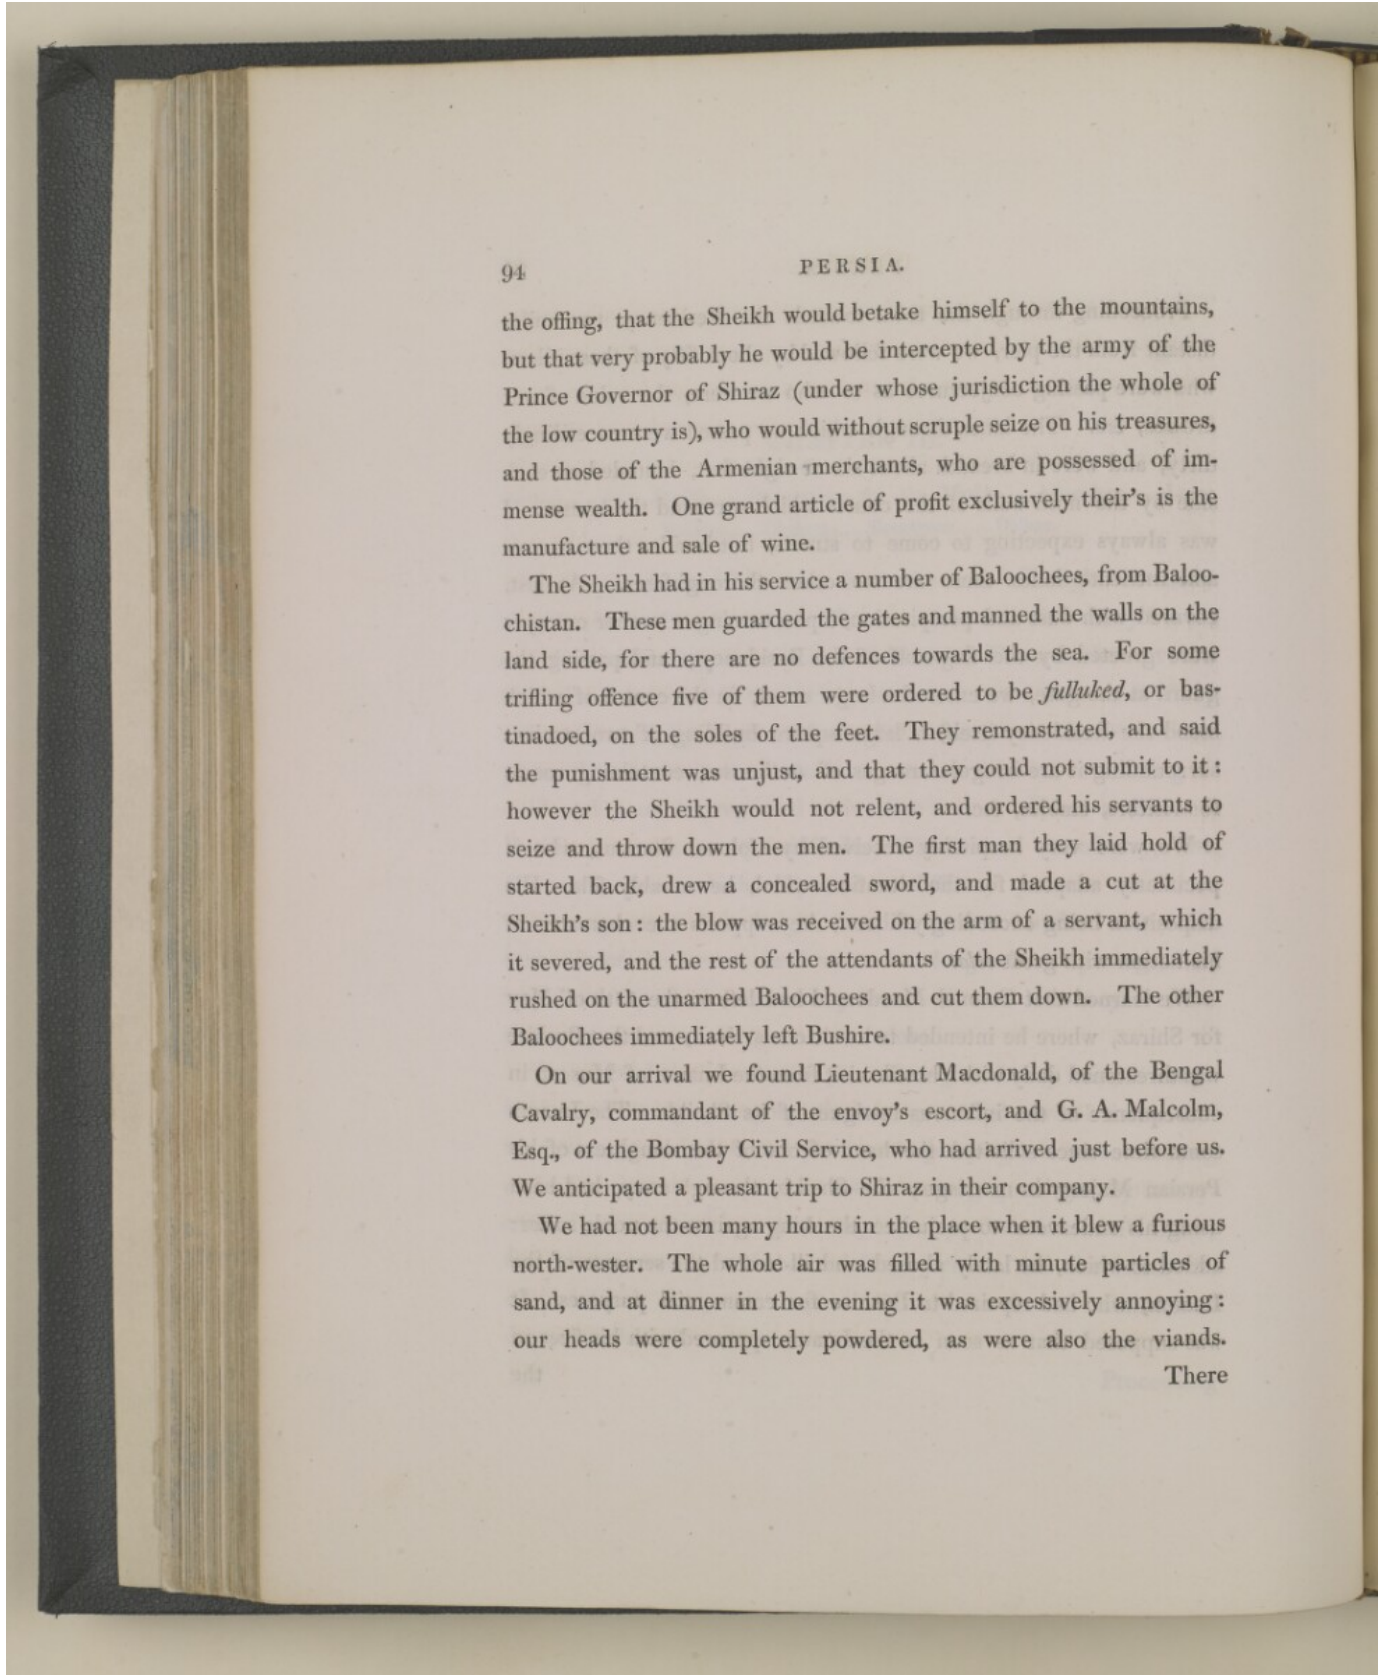 94
PERSIA.
the offing, that the Sheikh would betake himself to the mountains,
but that very probably he would be intercepted by the army of the
Prince Governor of Shiraz (under whose jurisdiction the whole of
the low country is), who would without scruple seize on his treasures,
and those of the Armenian merchants, who are possessed of im-
mense wealth. One grand article of profit exclusively their's is the
manufacture and sale of wine.
The Sheikh had in his service a number of Baloochees, from Baloo-
chistan. These men guarded the gates and manned the walls on the
land side, for there are no defences towards the sea. For some
trifling offence five of them were ordered to be fulluked, or bas-
tinadoed, on the soles of the feet. They remonstrated, and said
the punishment was unjust, and that they could not submit to it:
however the Sheikh would not relent, and ordered his servants to
seize and throw down the men. The first man they laid hold of
started back, drew a concealed sword, and made a cut at the
Sheikh's son: the blow was received on the arm of a servant, which
it severed, and the rest of the attendants of the Sheikh immediately
rushed on the unarmed Baloochees and cut them down. The other
Baloochees immediately left Bushire.
On our arrival we found Lieutenant Macdonald, of the Bengal
Cavalry, commandant of the envoy's escort, and G. A. Malcolm,
Esq., of the Bombay Civil Service, who had arrived just before us.
We anticipated a pleasant trip to Shiraz in their company.
We had not been many hours in the place when it blew a furious
north-wester. The whole air was filled with minute particles of
sand, and at dinner in the evening it was excessively annoying:
our heads were completely powdered, as were also the viands.
There